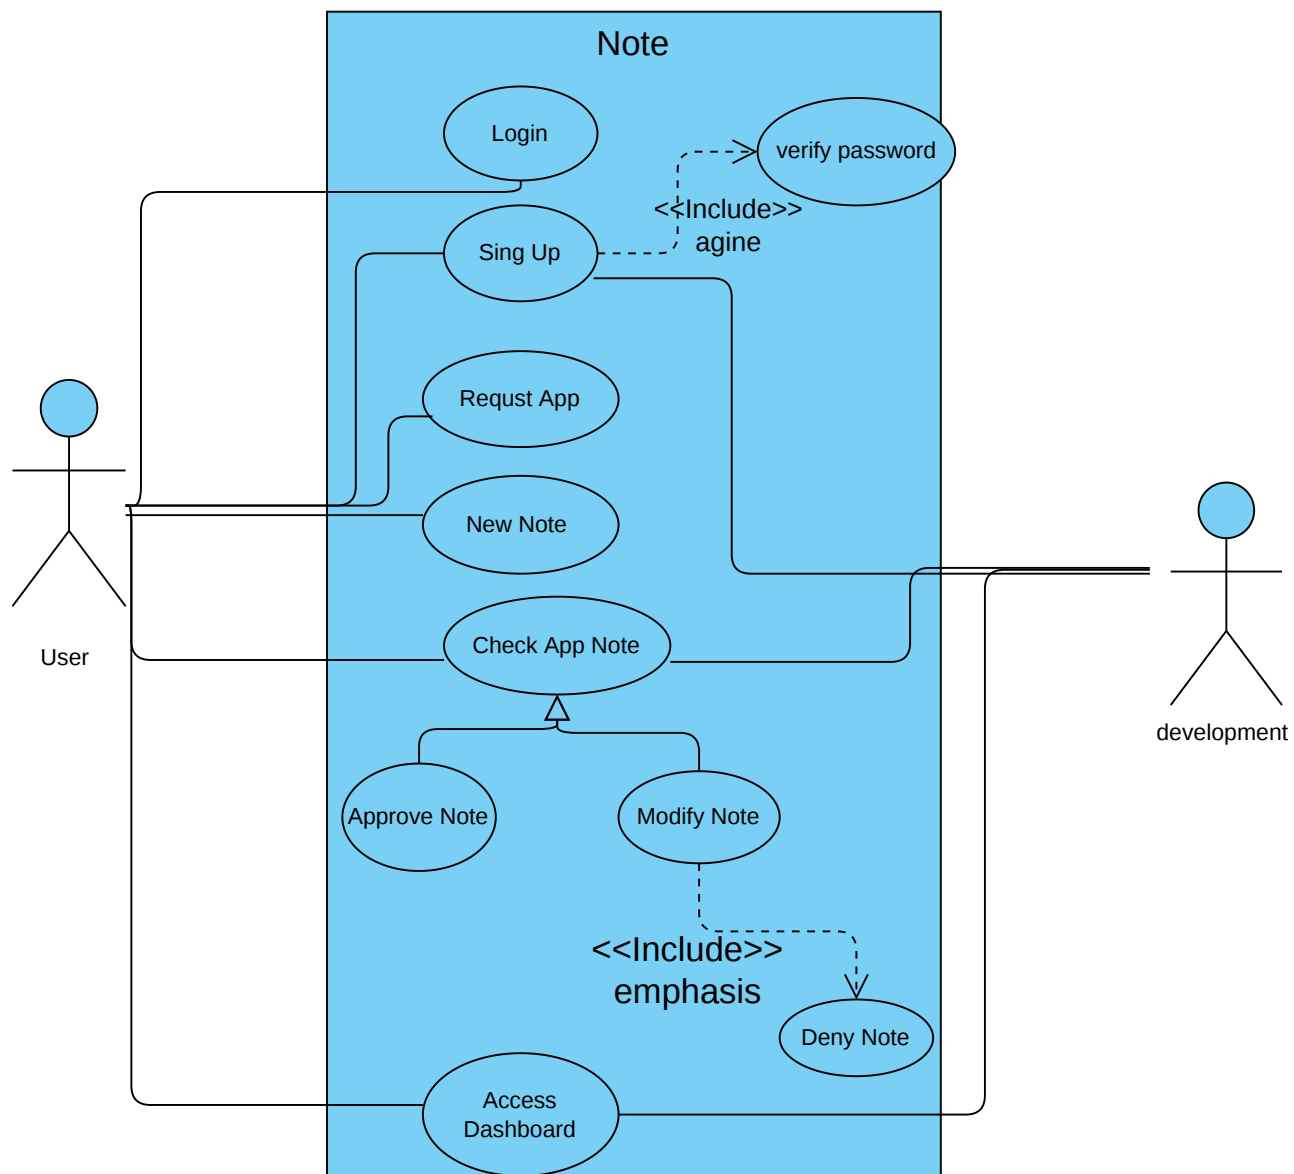 Note
Login
verify password
<<Include>>
agine
Sing Up
Requst App
New Note
Check App Note
User
development
Approve Note
Modify Note
<<Include>>
emphasis
Deny Note
Access
Dashboard